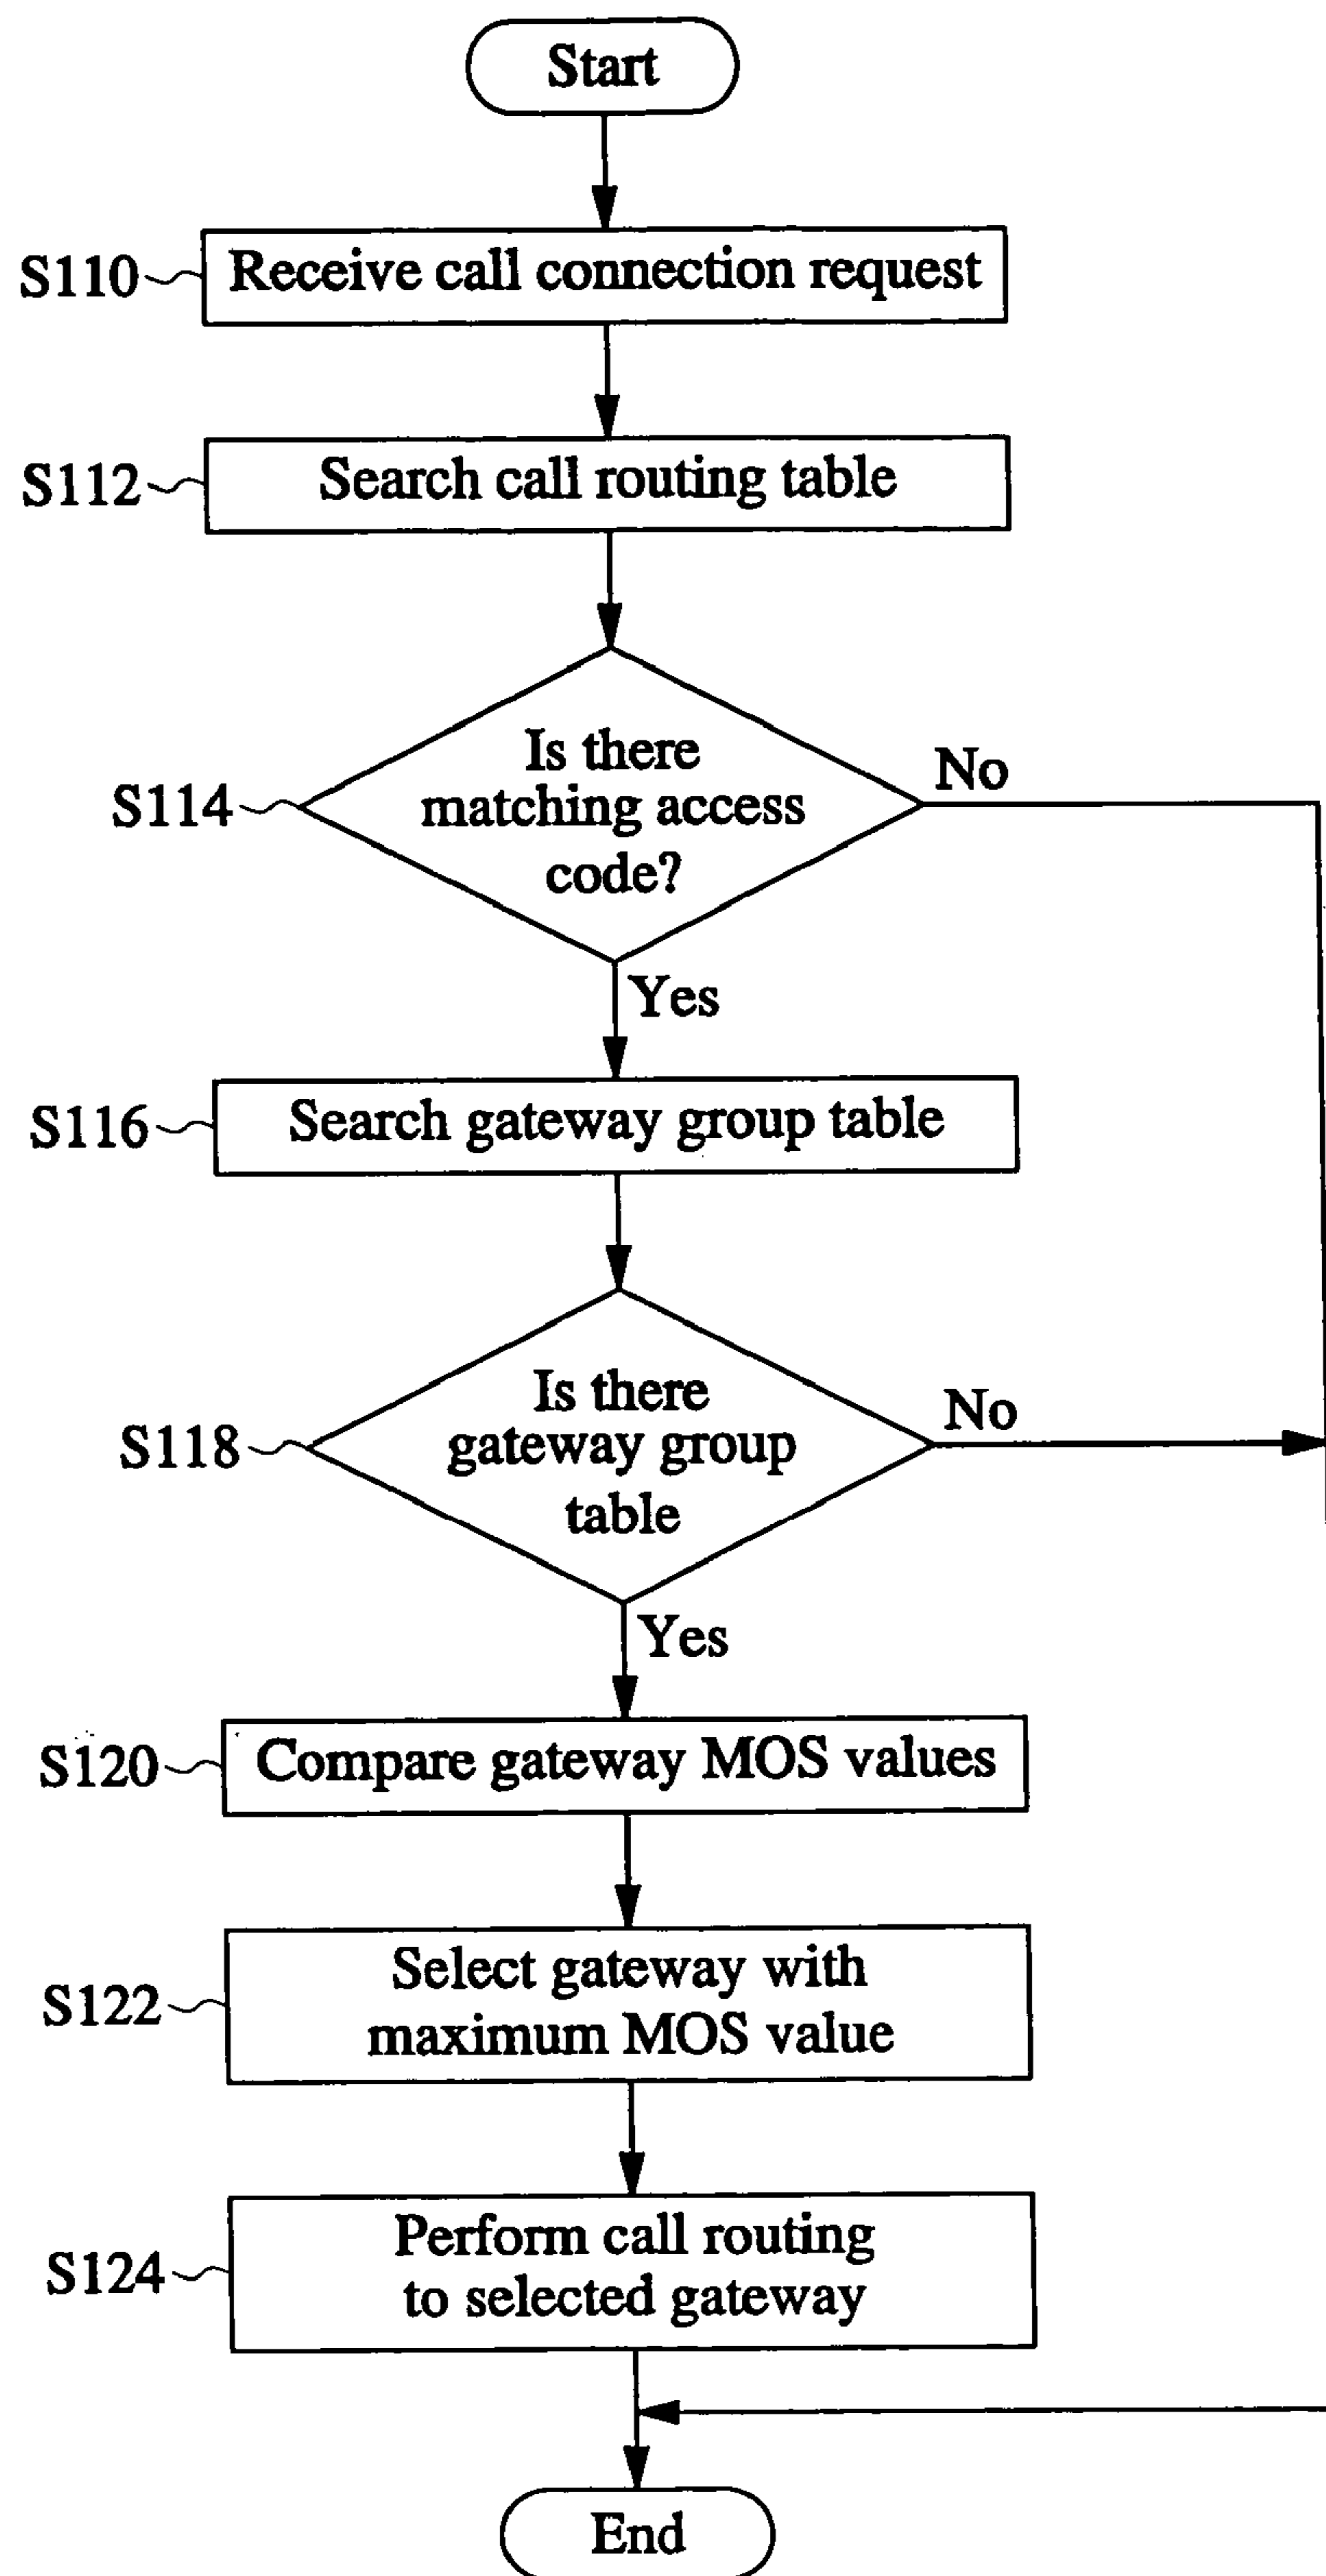 Start
S110
Receive call connection request
S112
Search call routing table
S114
Is there
matching access
code?
No
Yes
S116
Search gateway group table
S118
Is there
gateway group
table
No
Yes
S120
Compare gateway MOS values
S122
Select gateway with
maximum MOS value
S124
Perform call routing
to selected gateway
End